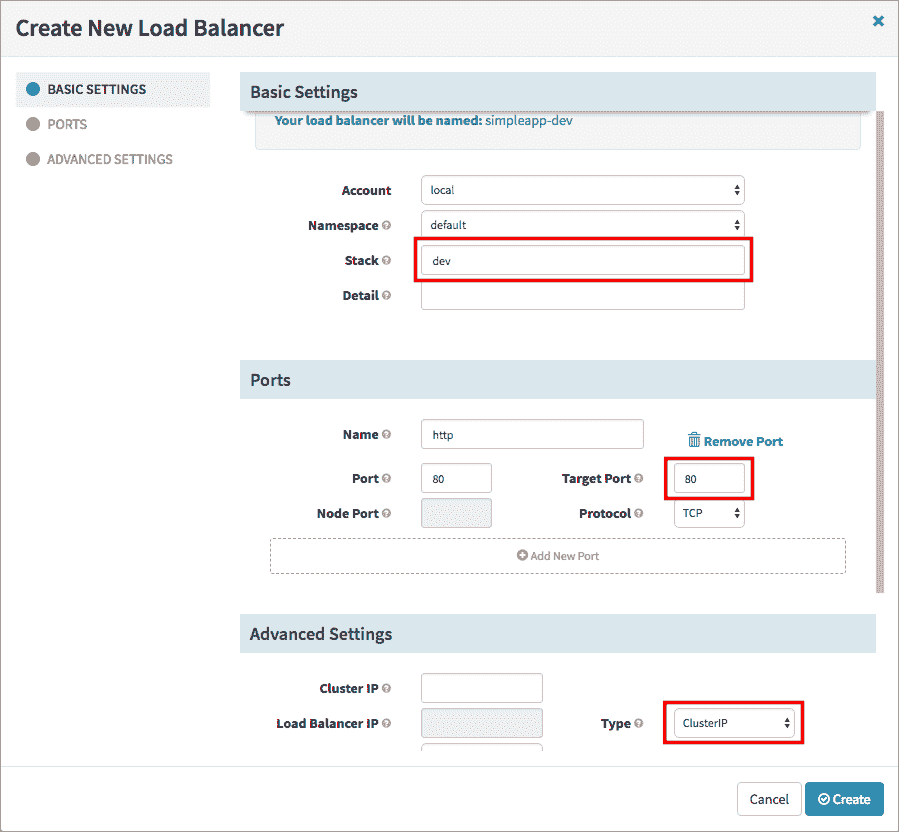 Create New Load Balancer
BASIC SETTINGS
PORTS
ADVANCED SETTINGS
Basic Settings
Your load balancer will be named: simpleapp-dev
Account local
Namespace default
Stack dev
Detail
Ports
Name http
Remove Port
Port 80 Target Port 80
Node Port Protocol TCP
Add New Port
Advanced Settings
Cluster IP
Load Balancer IP Type ClusterIP
Cancel Create